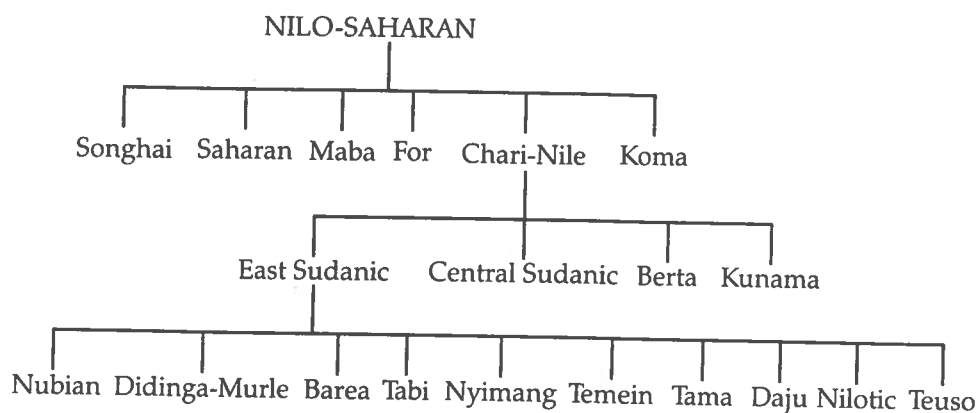 NILO-SAHARAN
Songhai Saharan Maba For Chari-Nile Koma
East Sudanic Central Sudanic Berta Kunama
Nubian Didinga-Murle Barea Tabi Nyimang Temein Tama Daju Nilotic Teuso